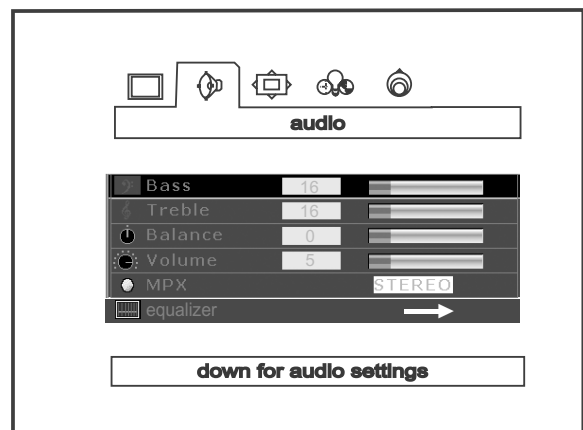 audio
Bass 16
Treble 16
Balance 0
Volume 5
MPX STEREO
equalizer
down for audio settings